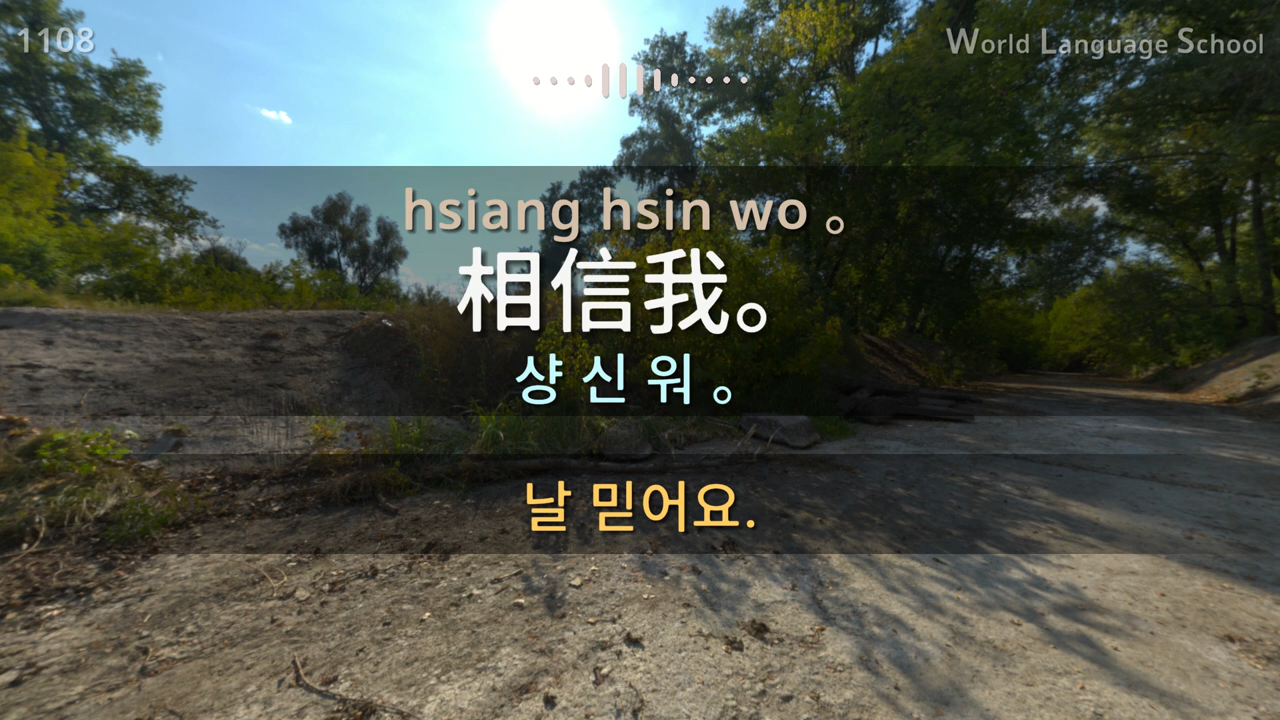 1108
World Language School
hsiang hsin wo 。
相信我。
샹 신 워 。
날 믿어요.